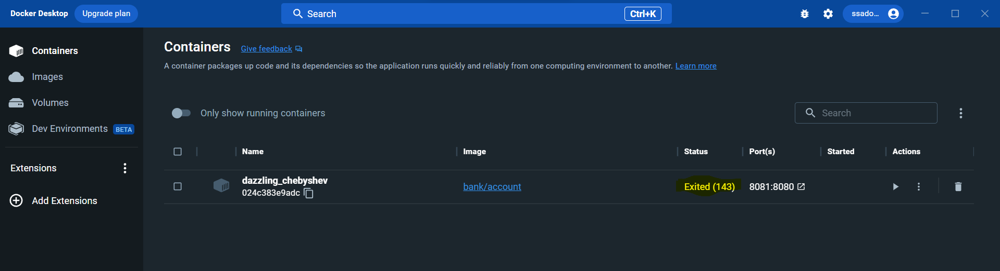 Docker Desktop Upgrade plan Search Ctrl+K ssado...
Containers
Images
Volumes
Dev Environments BETA
Extensions
Add Extensions
Containers Give feedback
A container packages up code and its dependencies so the application runs quickly and reliably from one computing environment to another. Learn more
Only show running containers Search
Name Image Status Port(s) Started Actions
dazzling_chebyshev
024c383e9adc
bank/account Exited (143) 8081:8080